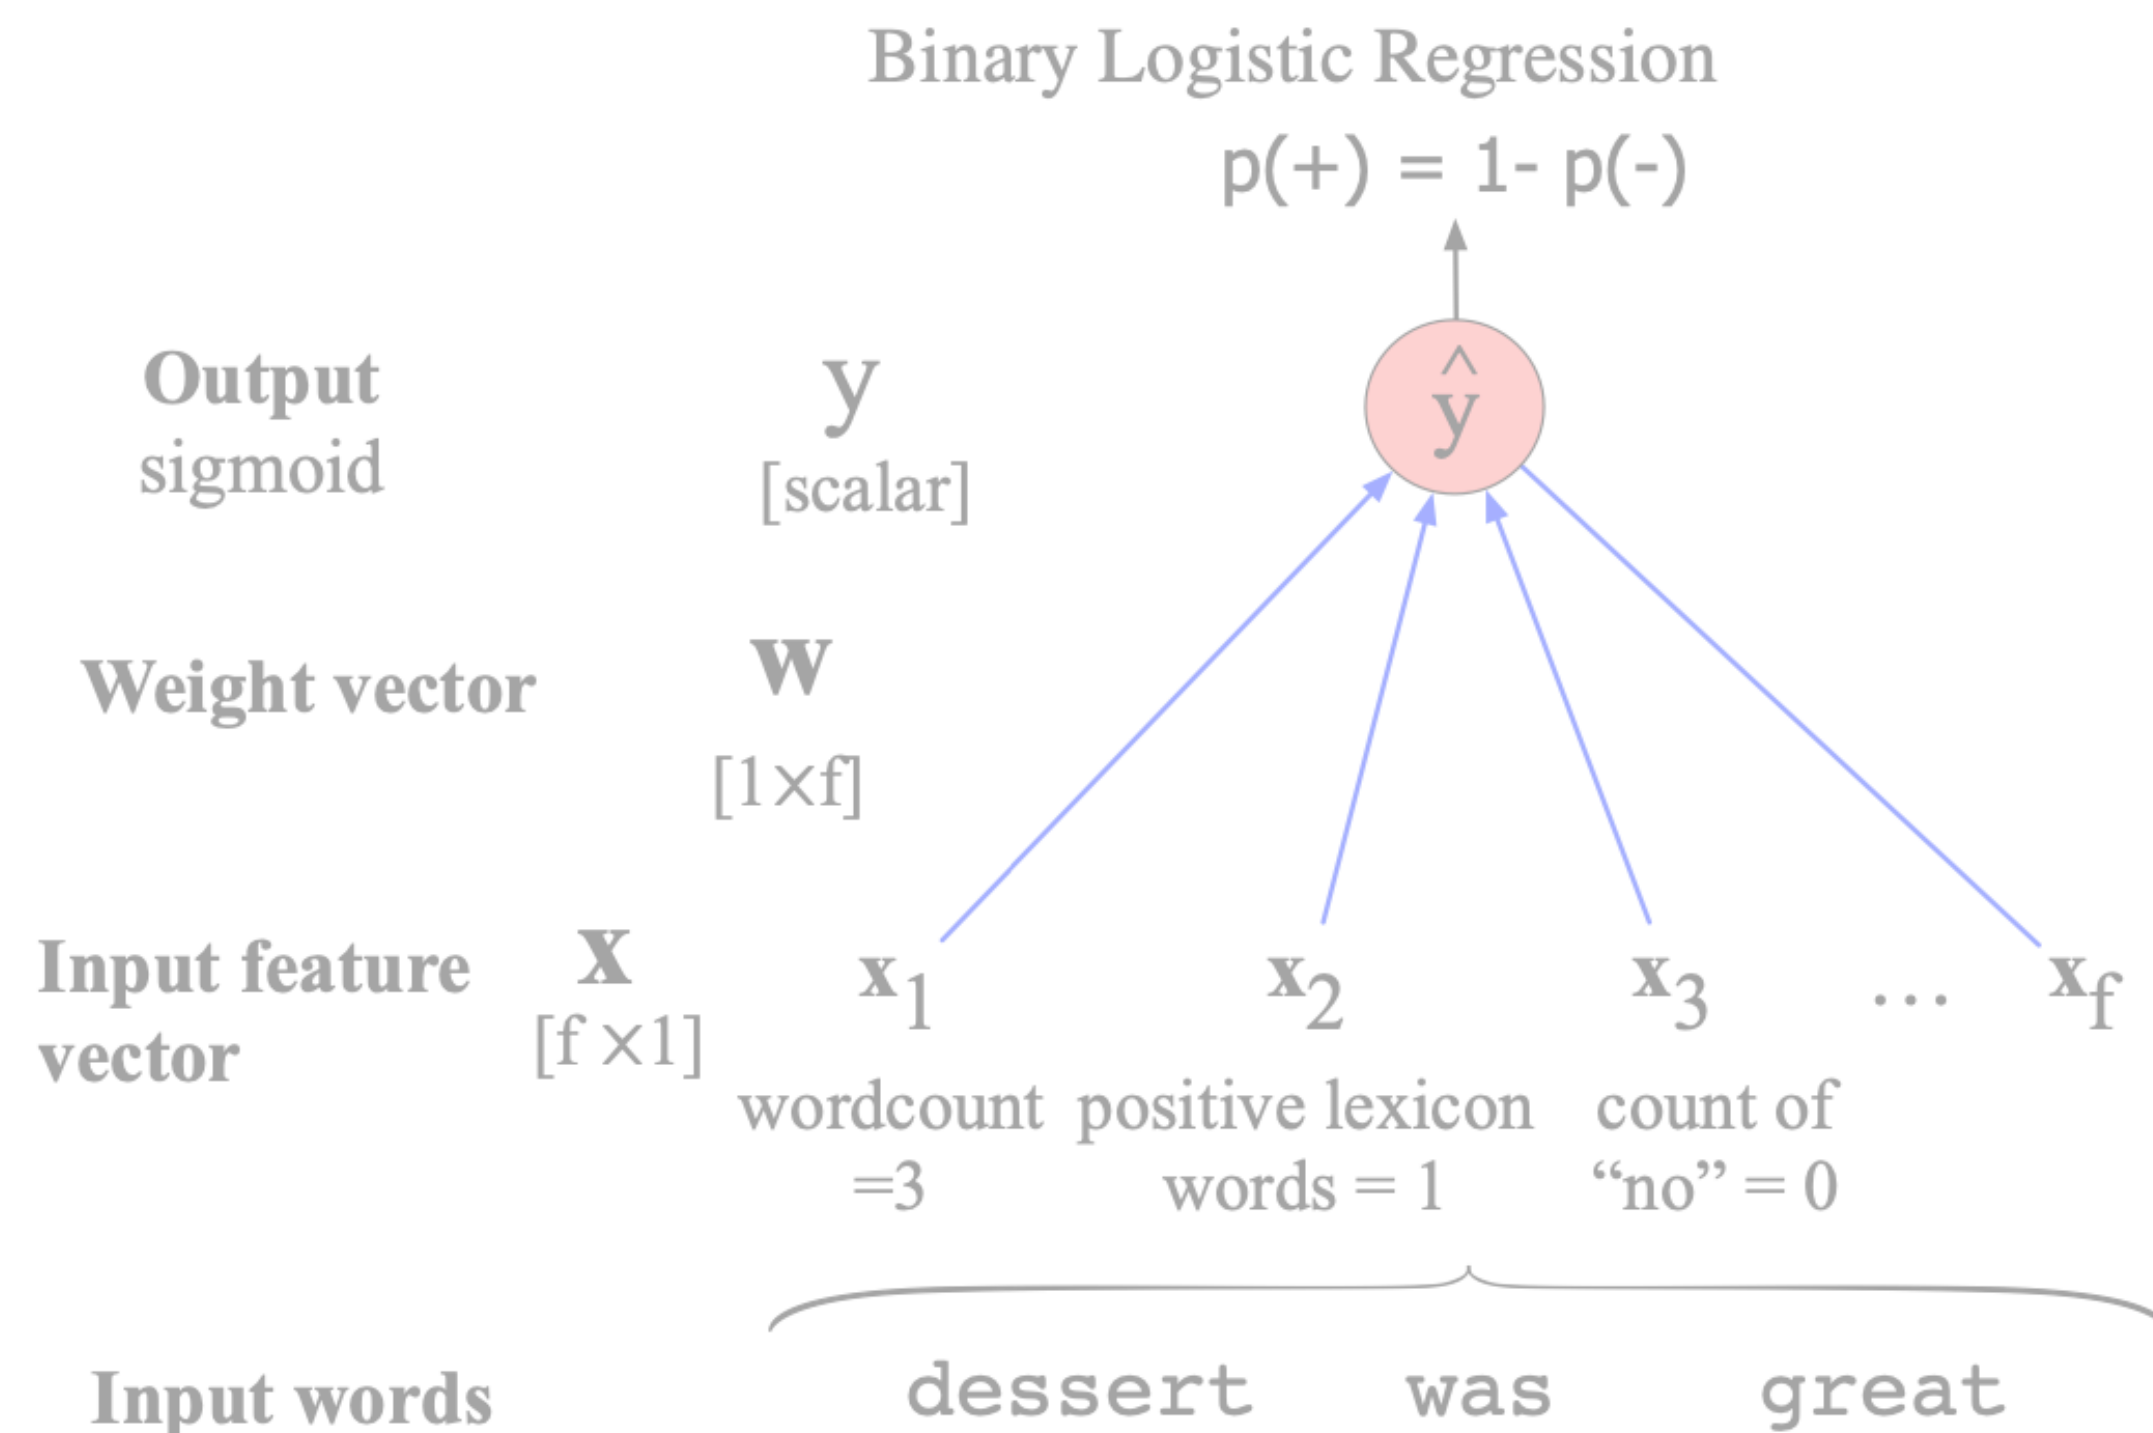 Binary Logistic Regression
p(+) = 1- p(-)
Output
sigmoid
y
[scalar]
ŷ
Weight vector
w
[1×f]
Input feature
vector
x
[f ×1]
x1 x2 x3 … xf
wordcount
=3
positive lexicon
words = 1
count of
“no” = 0
Input words
dessert was great